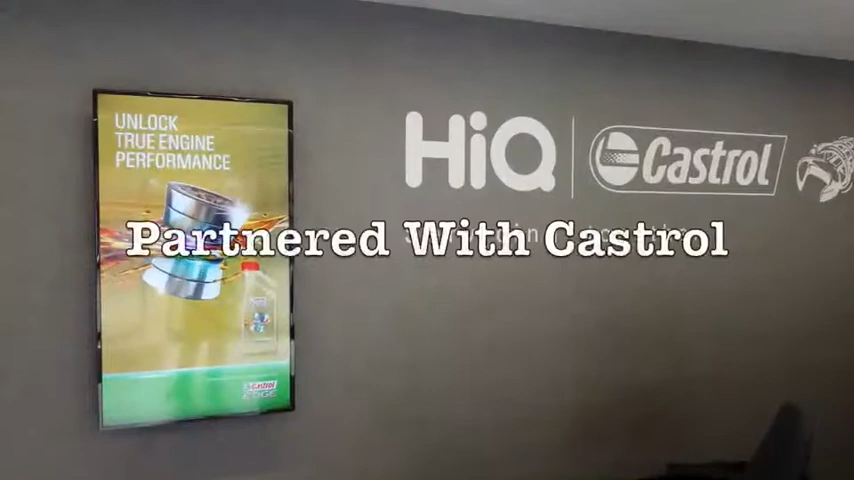 UNLOCK
TRUE ENGINE
PERFORMANCE
HiQ
Castrol
Partnered With Castrol
Castrol
EDGE